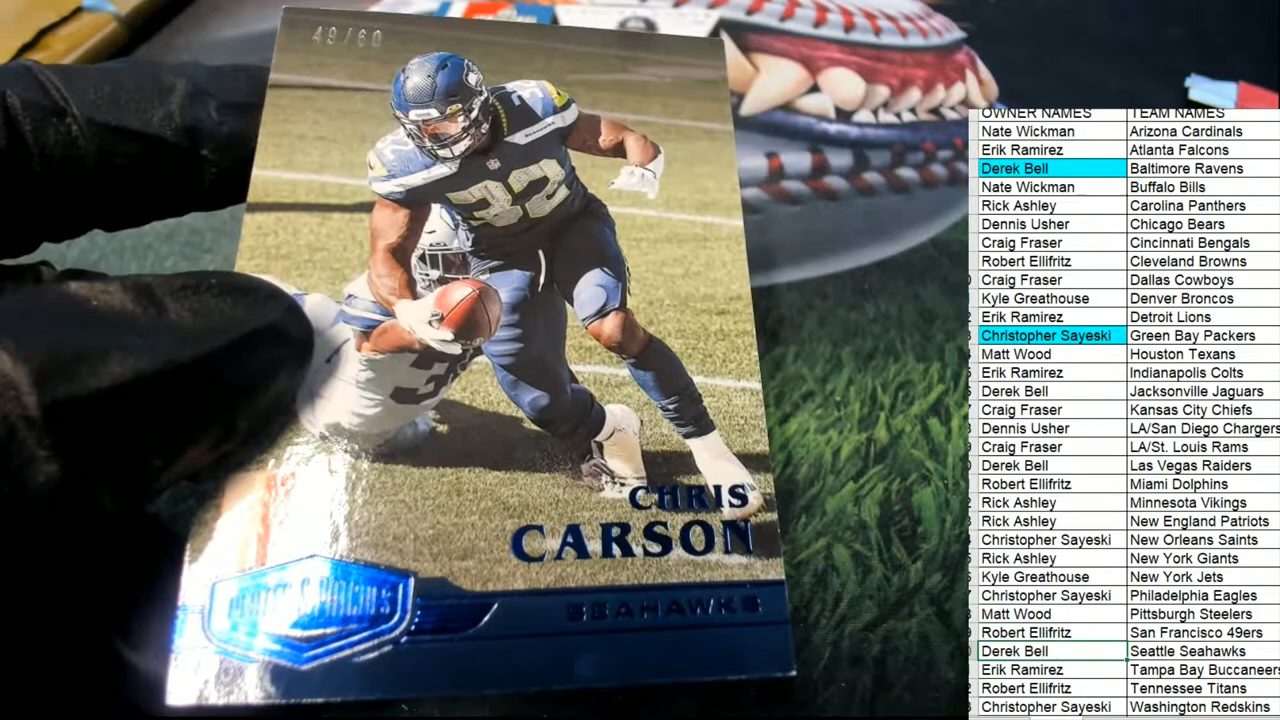 49/60
32
CHRIS
CARSON
PLATES & PATCHES
SEAHAWKS
OWNER NAMES TEAM NAMES
Nate Wickman Arizona Cardinals
Erik Ramirez Atlanta Falcons
Derek Bell Baltimore Ravens
Nate Wickman Buffalo Bills
Rick Ashley Carolina Panthers
Dennis Usher Chicago Bears
Craig Fraser Cincinnati Bengals
Robert Ellifritz Cleveland Browns
Craig Fraser Dallas Cowboys
Kyle Greathouse Denver Broncos
Erik Ramirez Detroit Lions
Christopher Sayeski Green Bay Packers
Matt Wood Houston Texans
Erik Ramirez Indianapolis Colts
Derek Bell Jacksonville Jaguars
Craig Fraser Kansas City Chiefs
Dennis Usher LA/San Diego Chargers
Craig Fraser LA/St. Louis Rams
Derek Bell Las Vegas Raiders
Robert Ellifritz Miami Dolphins
Rick Ashley Minnesota Vikings
Rick Ashley New England Patriots
Christopher Sayeski New Orleans Saints
Rick Ashley New York Giants
Kyle Greathouse New York Jets
Christopher Sayeski Philadelphia Eagles
Matt Wood Pittsburgh Steelers
Robert Ellifritz San Francisco 49ers
Derek Bell Seattle Seahawks
Erik Ramirez Tampa Bay Buccaneers
Robert Ellifritz Tennessee Titans
Christopher Sayeski Washington Redskins